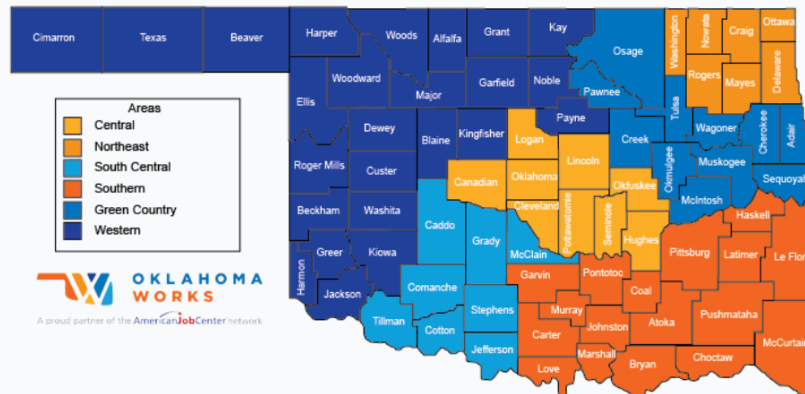 Cimarron
Texas
Beaver
Harper
Woods
Alfalfa
Grant
Kay
Osage
Washington
Nowata
Craig
Ottawa
Woodward
Ellis
Major
Garfield
Noble
Pawnee
Tulsa
Rogers
Mayes
Delaware
Areas
Central
Northeast
South Central
Southern
Green Country
Western
Dewey
Blaine
Kingfisher
Logan
Payne
Creek
Wagoner
Cherokee
Adair
Roger Mills
Custer
Canadian
Oklahoma
Lincoln
Okfuskee
Okmulgee
Muskogee
McIntosh
Sequoyah
Beckham
Washita
Caddo
Grady
Cleveland
McClain
Pottawatomie
Seminole
Hughes
Haskell
Pittsburg
Latimer
Le Flor
Harmon
Greer
Kiowa
Jackson
Comanche
Tillman
Cotton
Stephens
Jefferson
Garvin
Pontotoc
Coal
Murray
Johnston
Atoka
Pushmataha
McCurtain
Carter
Love
Marshall
Bryan
Choctaw
OKLAHOMA
WORKS
A proud partner of the AmericanJobCenter network